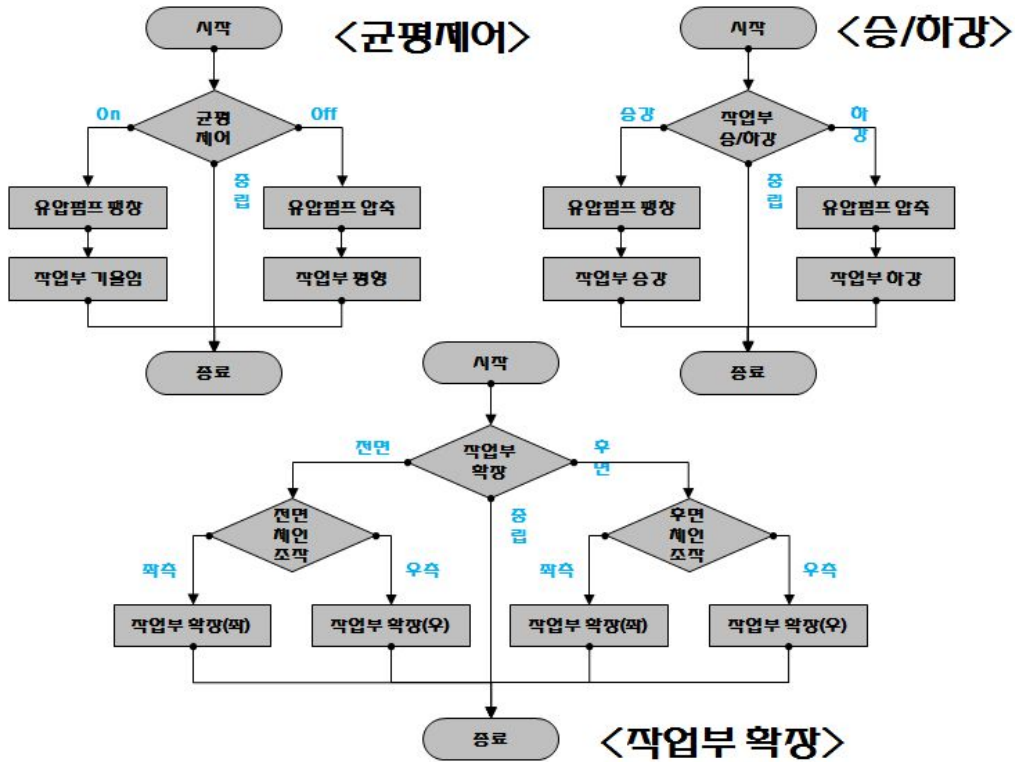 시작
<균평제어>
균평
제어
On
Off
중
립
유압펌프 팽창
유압펌프 압축
작업부 기울임
작업부 평형
종료
시작
<승/하강>
작업부
승/하강
승강
하
강
중
립
유압펌프 팽창
유압펌프 압축
작업부 승강
작업부 하강
종료
시작
작업부
확장
전면
후
면
중
립
전면
체인
조작
후면
체인
조작
좌측
우측
좌측
우측
작업부 확장(좌)
작업부 확장(우)
작업부 확장(좌)
작업부 확장(우)
종료
<작업부 확장>